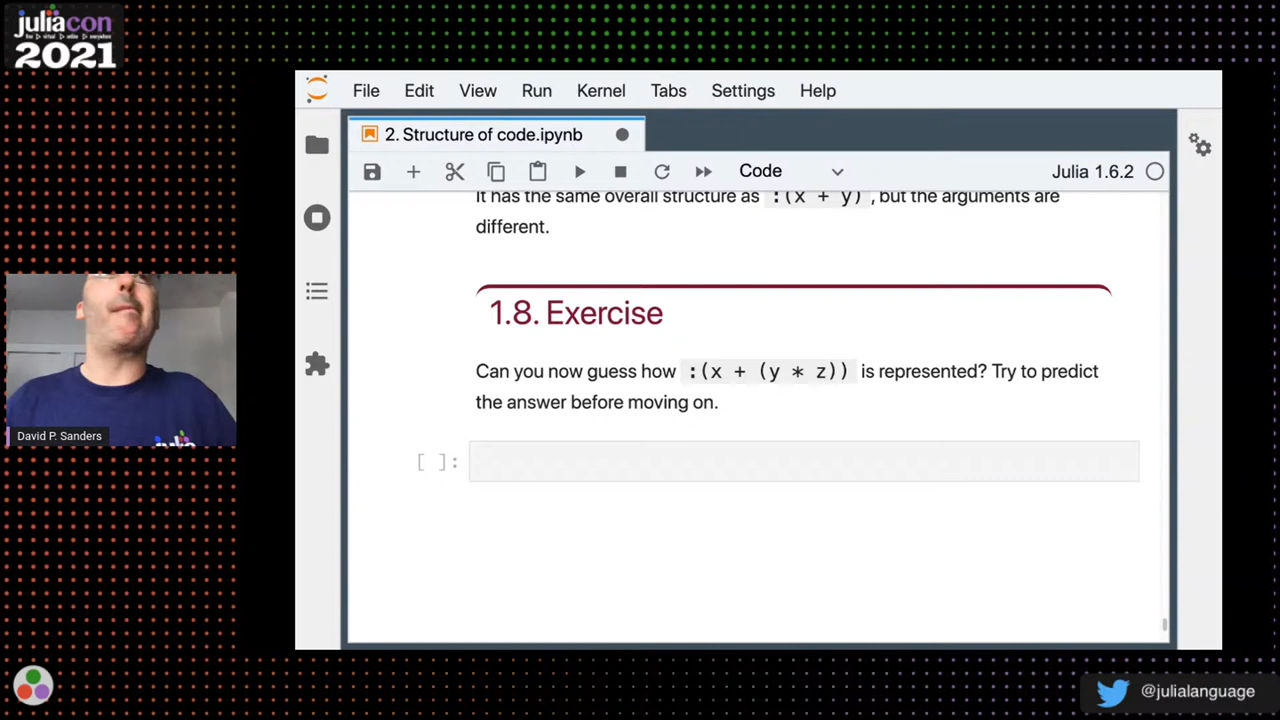 juliacon
2021
File Edit View Run Kernel Tabs Settings Help
2. Structure of code.ipynb
Code
Julia 1.6.2
It has the same overall structure as :(x + y), but the arguments are
different.
1.8. Exercise
Can you now guess how :(x + (y * z)) is represented? Try to predict
the answer before moving on.
[ ]:
David P. Sanders
@julialanguage